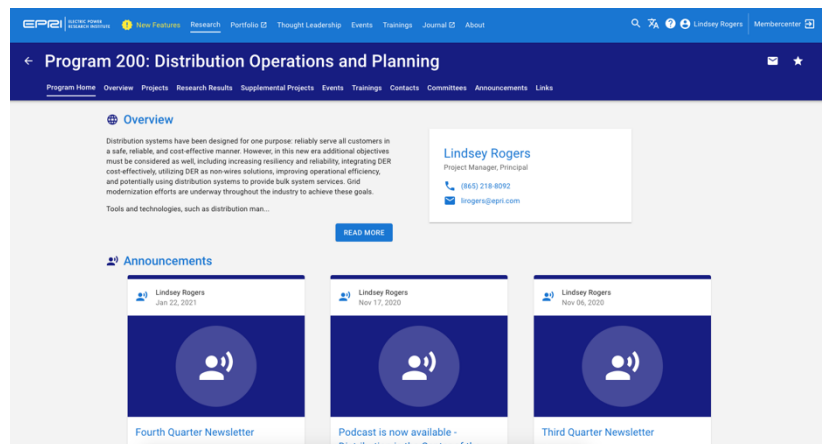 EPRI ELECTRIC POWER RESEARCH INSTITUTE New Features Research Portfolio Thought Leadership Events Trainings Journal About Lindsey Rogers Membercenter
Program 200: Distribution Operations and Planning
Program Home Overview Projects Research Results Supplemental Projects Events Trainings Contacts Committees Announcements Links
Overview
Distribution systems have been designed for one purpose: reliably serve all customers in
a safe, reliable, and cost-effective manner. However, in this new era additional objectives
must be considered as well, including increasing resiliency and reliability, integrating DER
cost-effectively, utilizing DER as non-wires solutions, improving operational efficiency,
and potentially using distribution systems to provide bulk system services. Grid
modernization efforts are underway throughout the industry to achieve these goals.
Tools and technologies, such as distribution man...
READ MORE
Lindsey Rogers
Project Manager, Principal
(865) 218-8092
lirogers@epri.com
Announcements
Lindsey Rogers
Jan 22, 2021
Fourth Quarter Newsletter
Lindsey Rogers
Nov 17, 2020
Podcast is now available -
Lindsey Rogers
Nov 06, 2020
Third Quarter Newsletter